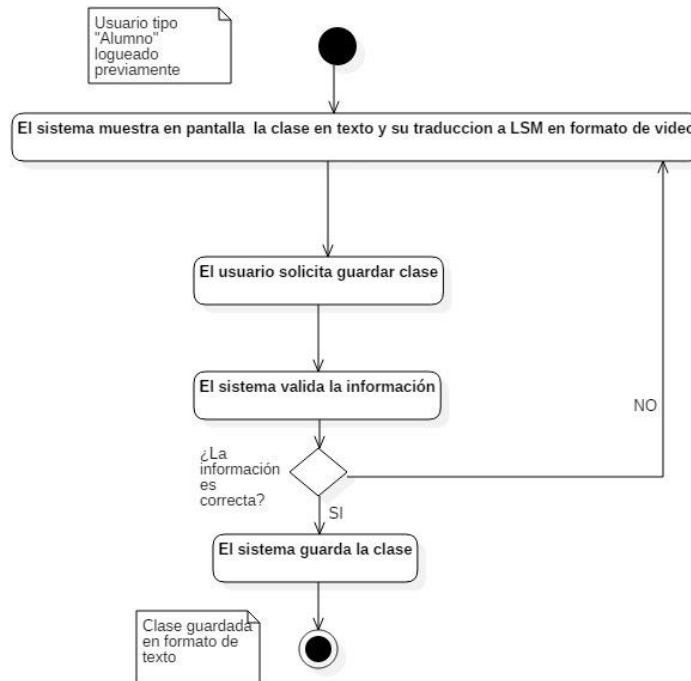 Usuario tipo
"Alumno"
logueado
previamente
El sistema muestra en pantalla la clase en texto y su traduccion a LSM en formato de video
El usuario solicita guardar clase
El sistema valida la información
NO
¿La
información
es
correcta?
SI
El sistema guarda la clase
Clase guardada
en formato de
texto